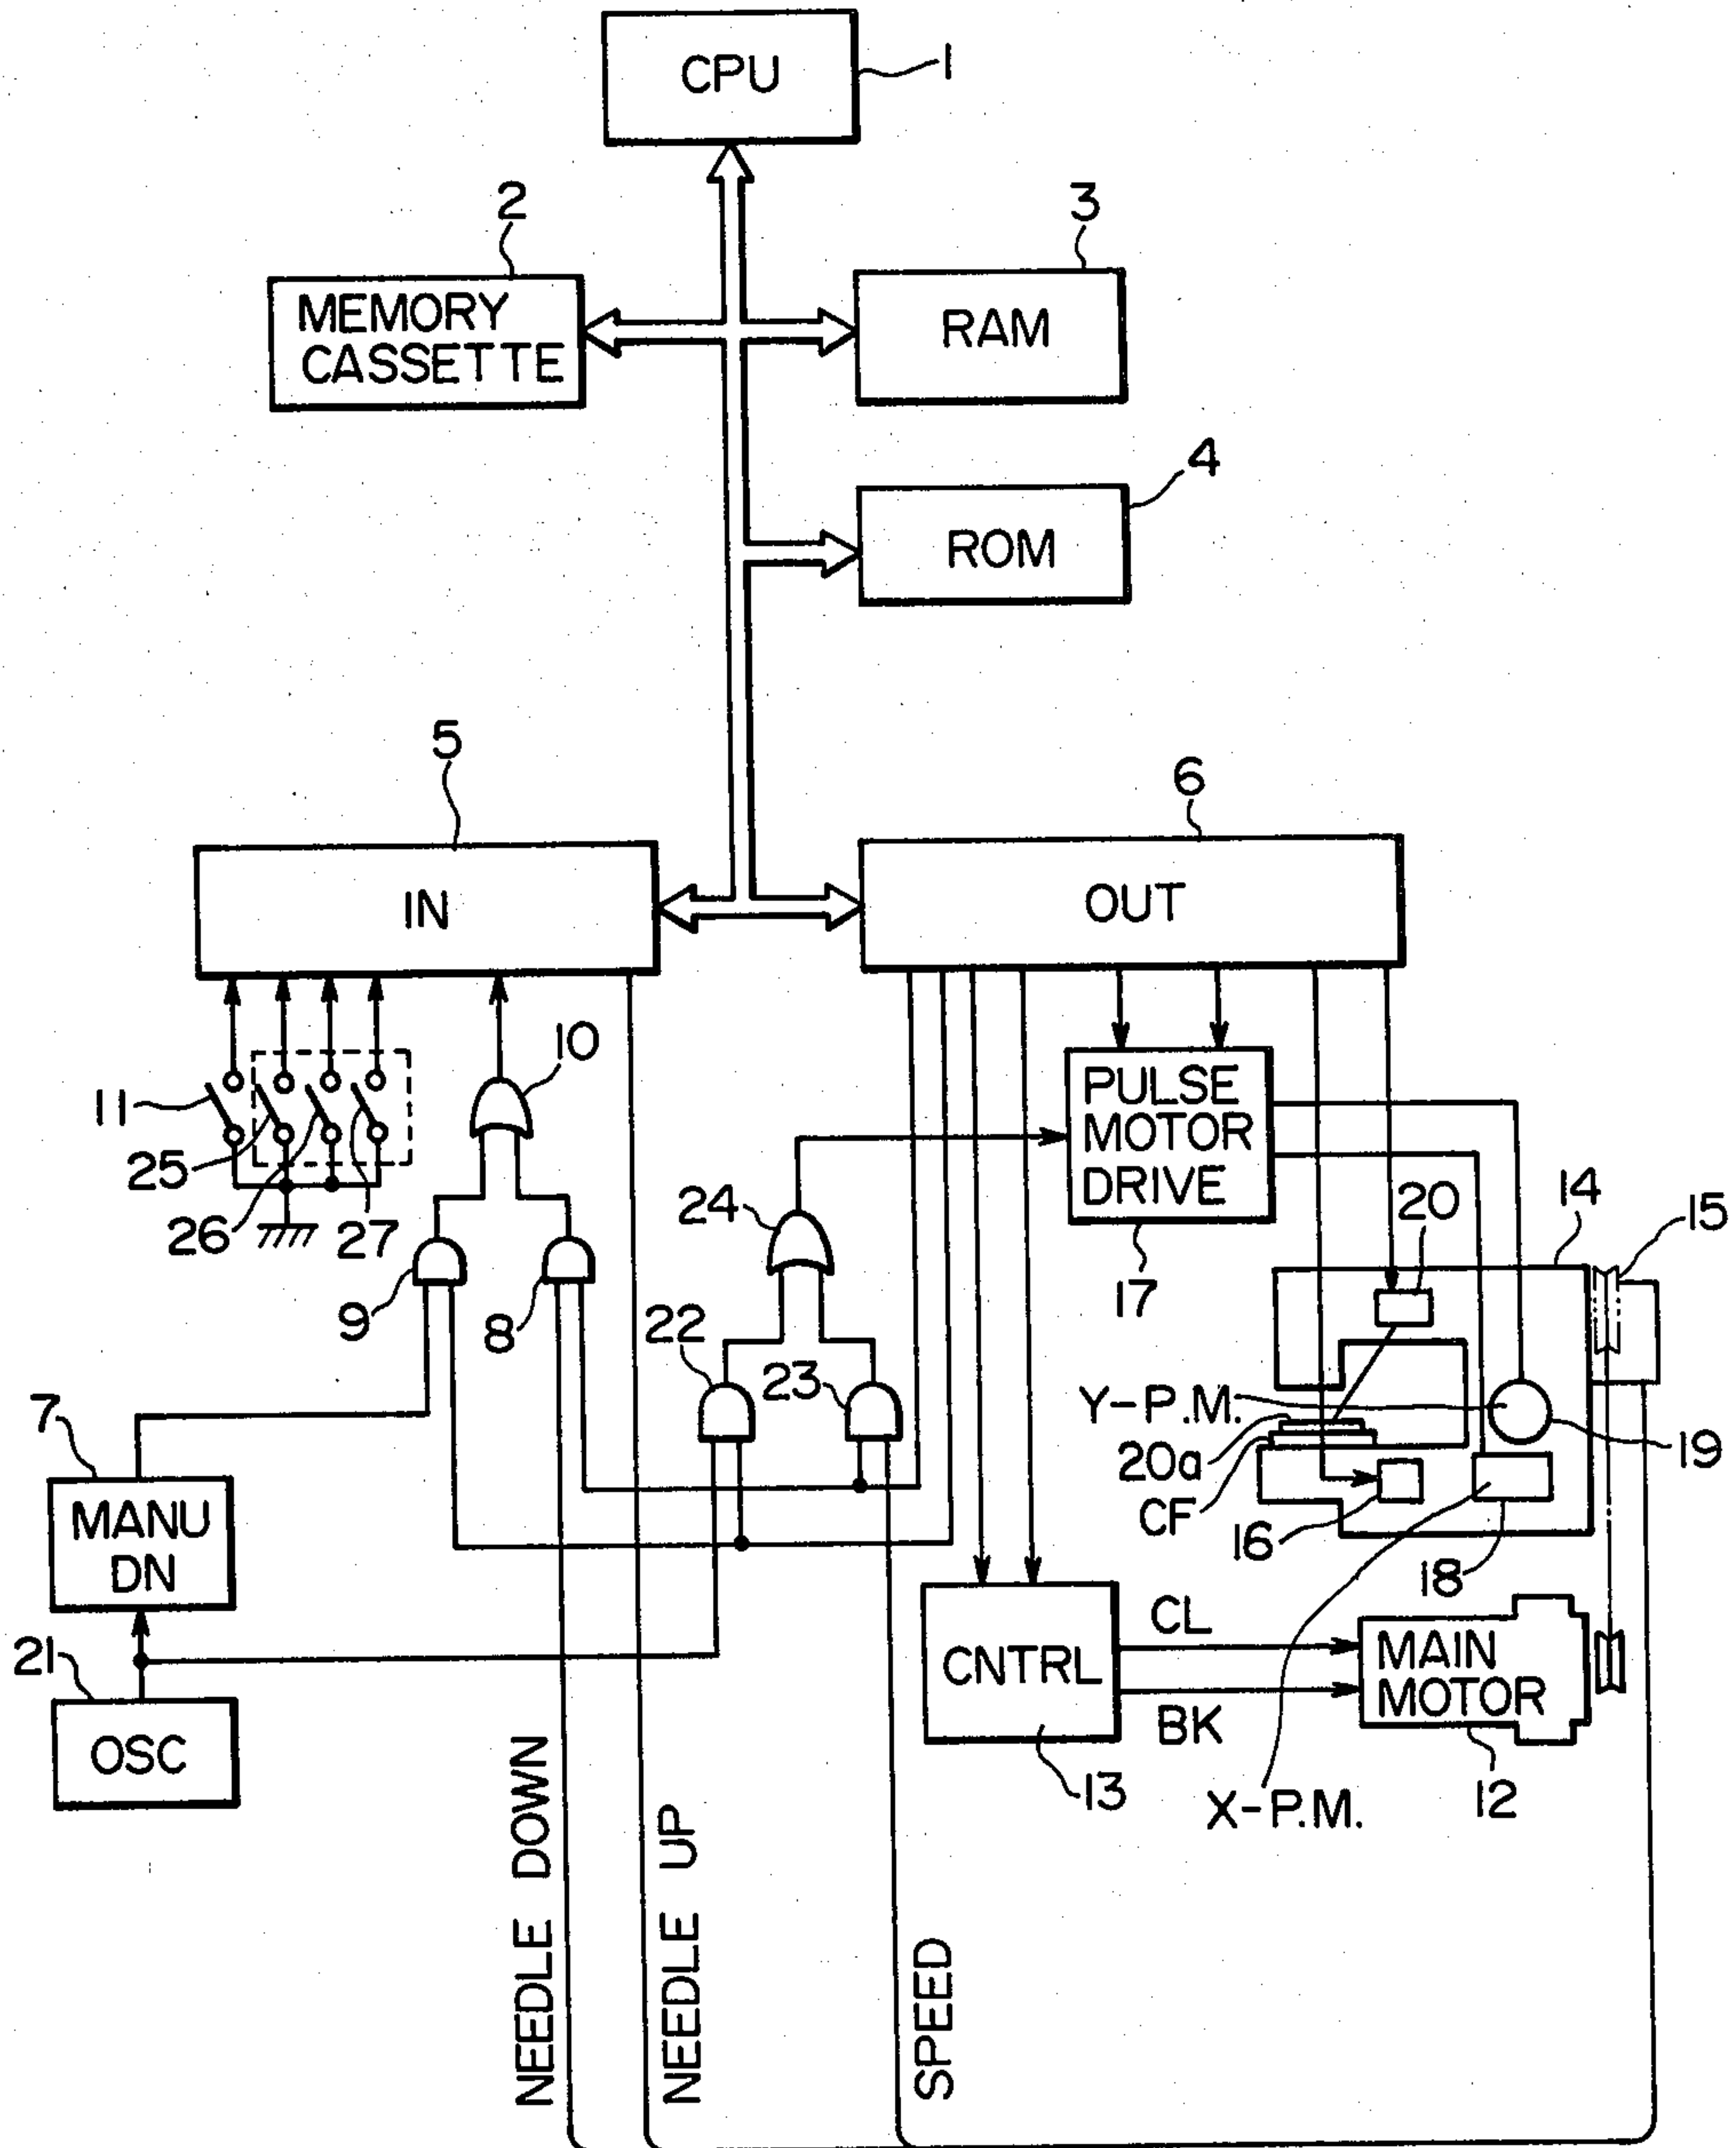 CPU
1
2
3
MEMORY
CASSETTE
RAM
4
ROM
5
6
IN
OUT
10
11
25
26
27
PULSE
MOTOR
DRIVE
24
20
14
15
9
8
22
23
17
Y-P.M.
20a
CF
19
16
18
7
MANU
DN
21
OSC
CNTRL
CL
BK
MAIN
MOTOR
13
12
X-P.M.
NEEDLE DOWN
NEEDLE UP
SPEED